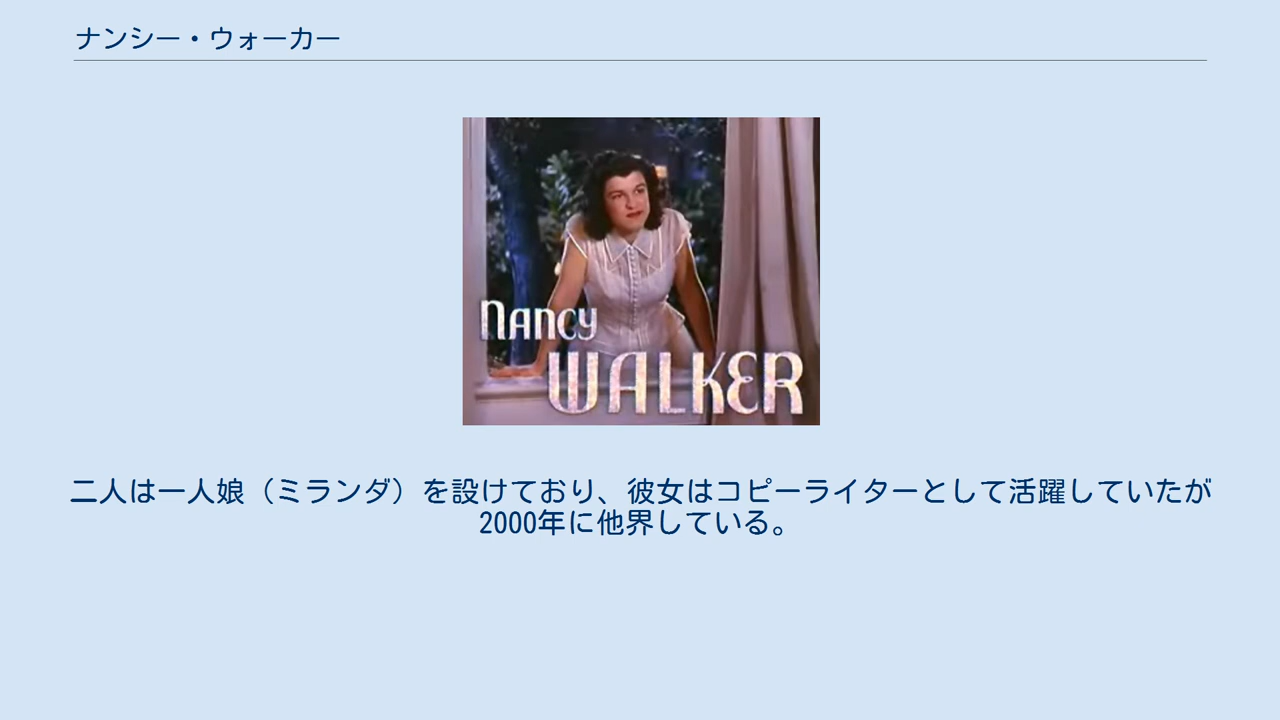 ナンシー・ウォーカー
Nancy
WALKER
二人は一人娘（ミランダ）を設けており、彼女はコピーライターとして活躍していたが
2000年に他界している。